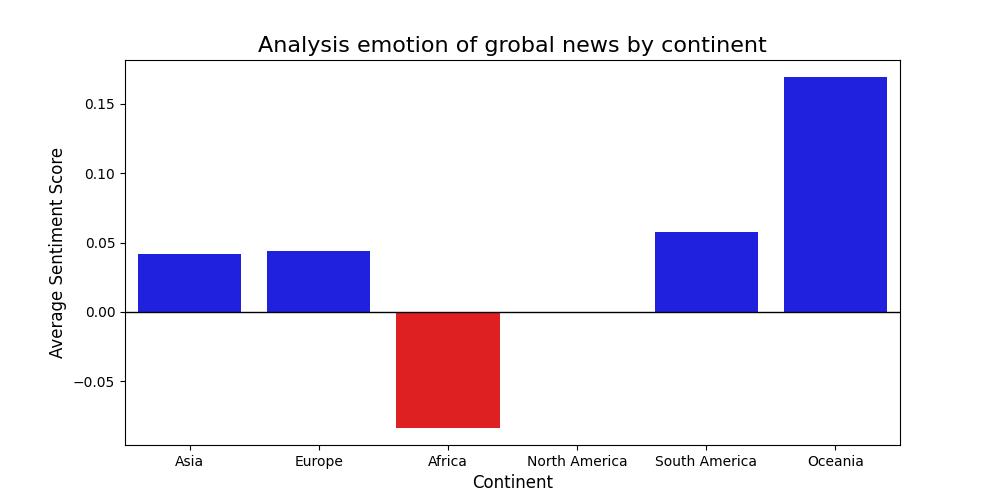 Analysis emotion of grobal news by continent
Average Sentiment Score
0.15
0.10
0.05
0.00
−0.05
Asia
Europe
Africa
North America
South America
Oceania
Continent